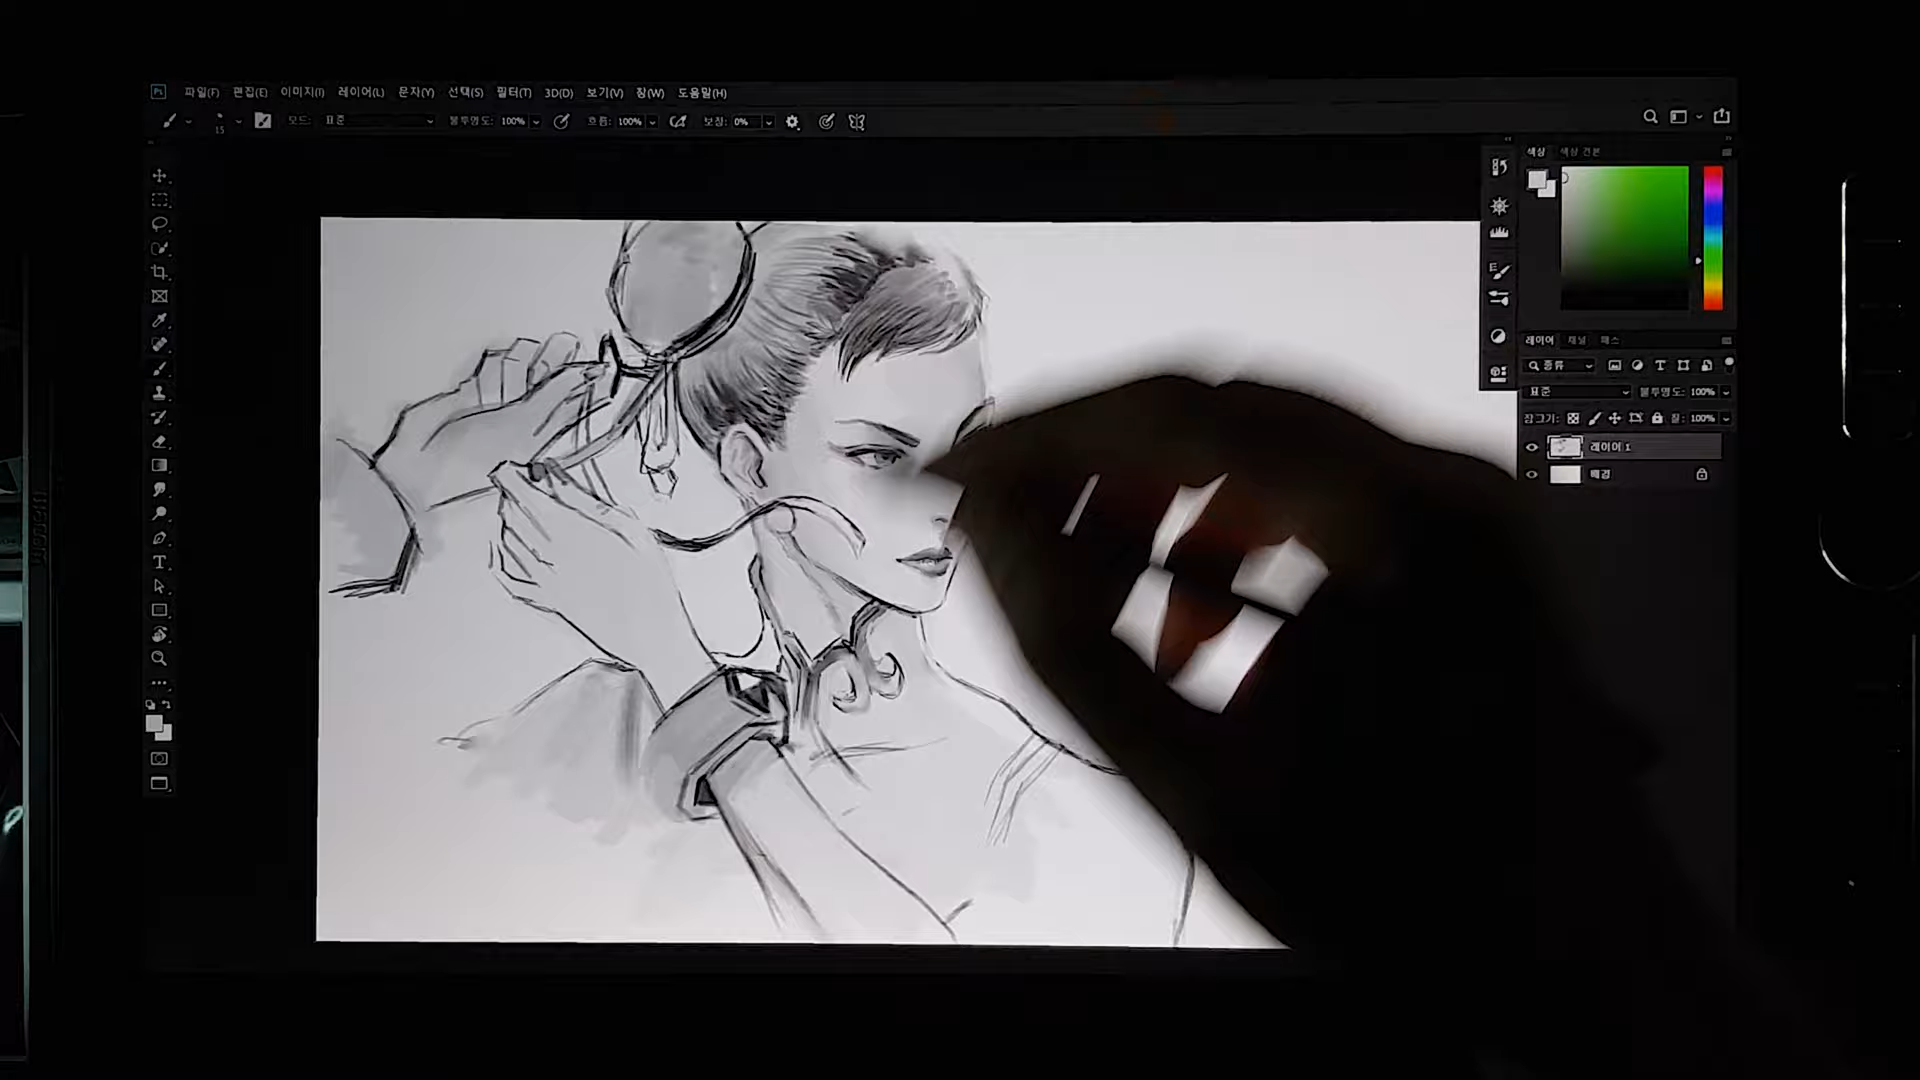 Ps 파일(F) 편집(E) 이미지(I) 레이어(L) 문자(Y) 선택(S) 필터(T) 3D(D) 보기(V) 창(W) 도움말(H)
15 모드: 표준 불투명도: 100% 흐름: 100% 보정: 0%
색상 색상 견본
레이어 채널 패스
종류
표준 불투명도: 100%
잠그기: 칠: 100%
레이어 1
배경